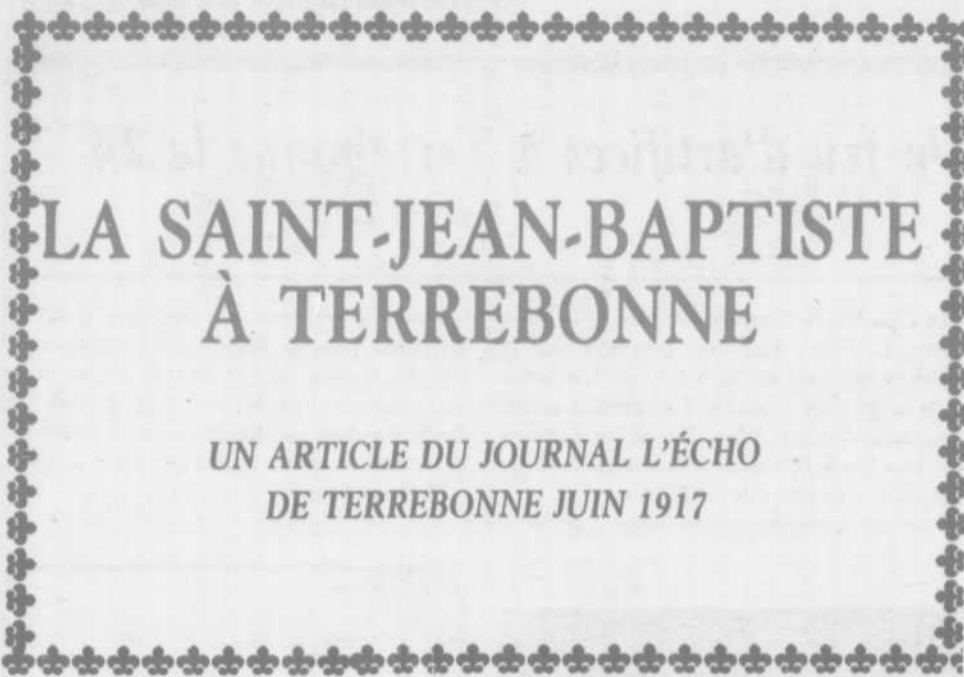 LA SAINT-JEAN-BAPTISTE
À TERREBONNE
UN ARTICLE DU JOURNAL L'ÉCHO
DE TERREBONNE JUIN 1917